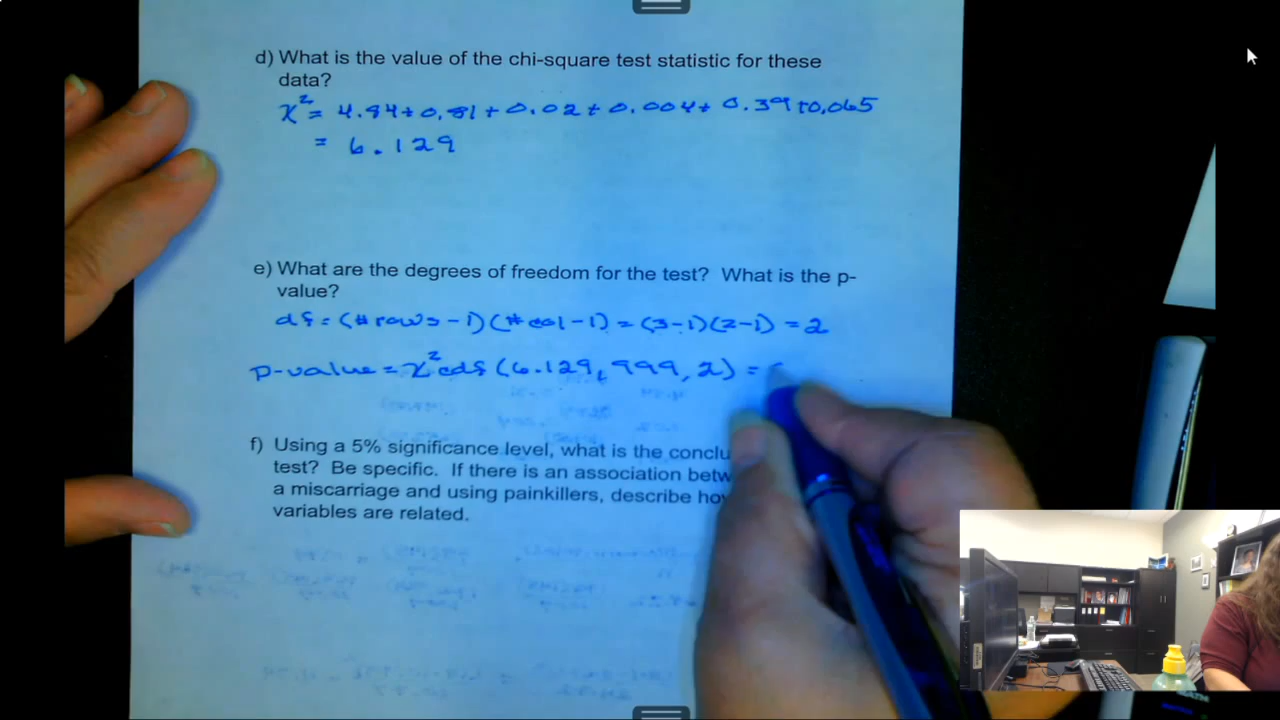 d) What is the value of the chi-square test statistic for these
data?
χ² = 4.84 + 0.81 + 0.02 + 0.004 + 0.39 + 0.065
= 6.129
e) What are the degrees of freedom for the test? What is the p-
value?
df = (# rows - 1)(# col - 1) = (3-1)(2-1) = 2
p-value = χ²cdf (6.129, 999, 2) =
f) Using a 5% significance level, what is the conclu
test? Be specific. If there is an association betw
a miscarriage and using painkillers, describe ho
variables are related.